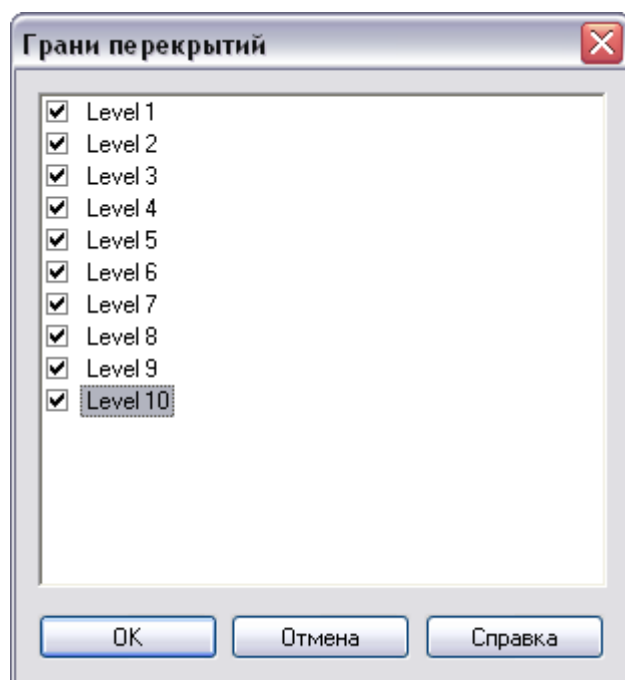 Грани перекрытий
Level 1
Level 2
Level 3
Level 4
Level 5
Level 6
Level 7
Level 8
Level 9
Level 10
OK Отмена Справка